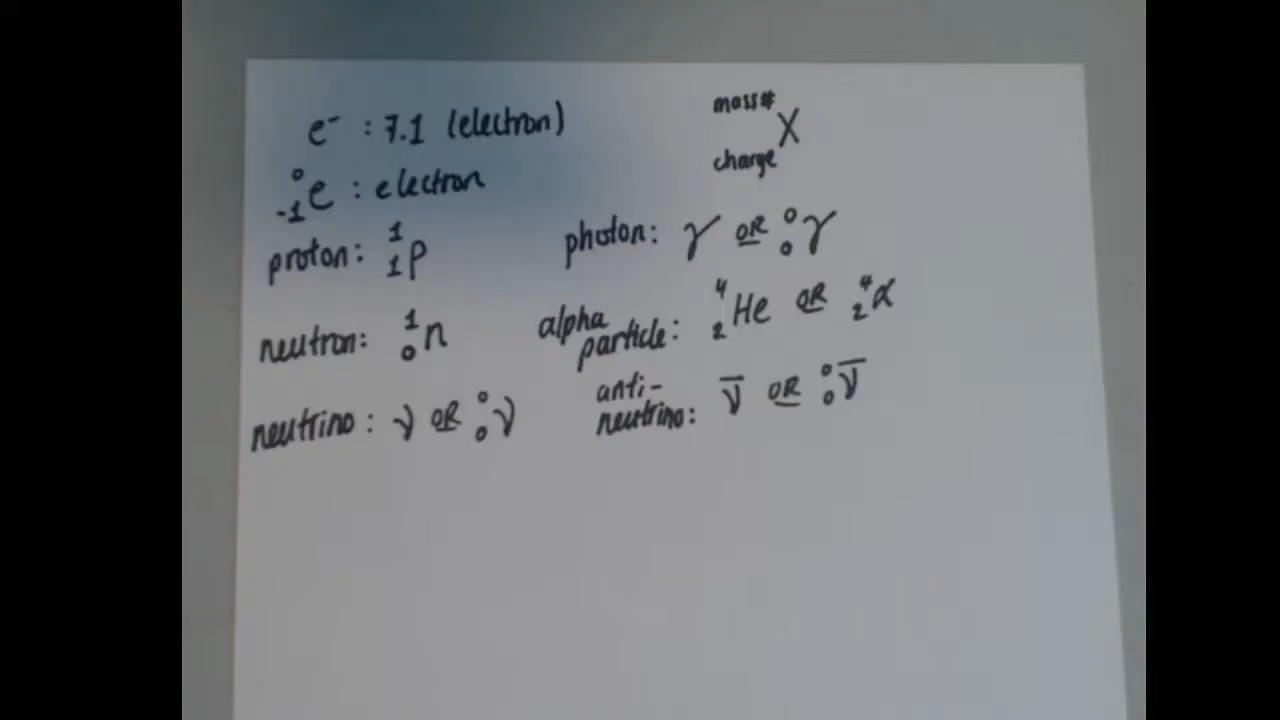 e⁻ : 7.1 (electron)
mass#
X
charge
⁰₋₁e : electron
proton: ¹₁p
photon: γ OR ⁰₀γ
neutron: ¹₀n
alpha
particle: ⁴₂He OR ⁴₂α
neutrino: ν OR ⁰₀ν
anti-
neutrino: ν̅ OR ⁰₀ν̅